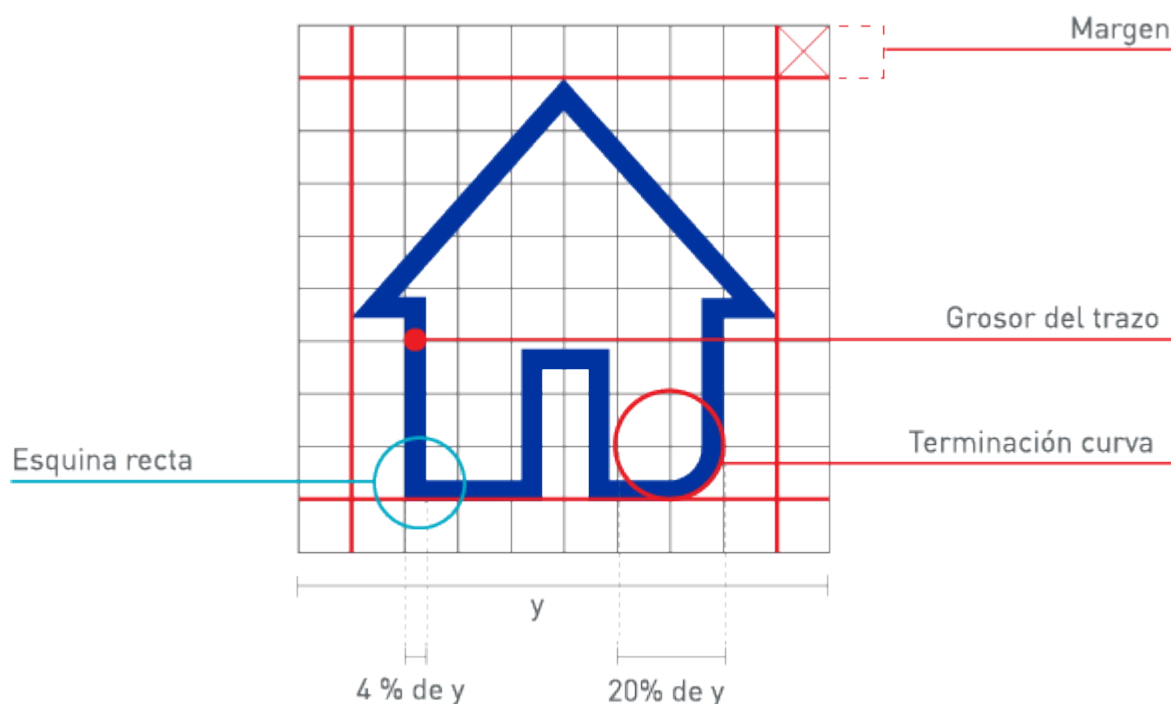 Margen
Grosor del trazo
Terminación curva
Esquina recta
y
4 % de y
20% de y